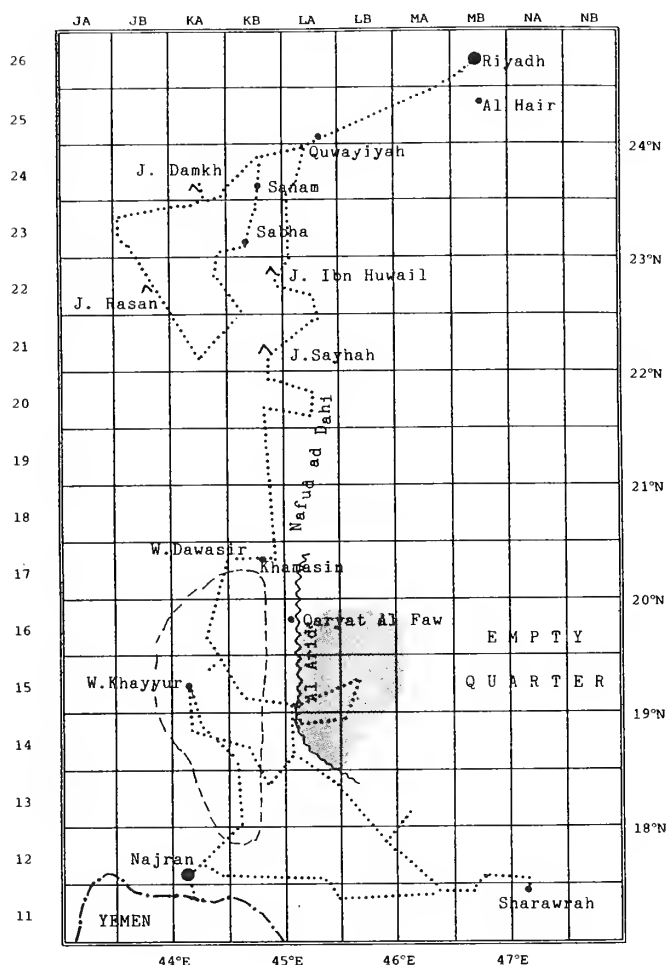 JA JB KA KB LA LB MA MB NA NB
26
Riyadh
Al Hair
25
24°N
Quwayiyah
J. Damkh
24
Sanam
Sabha
23
23°N
J. Ibn Huwail
22
J. Rasan
21
J.Sayhah
22°N
20
Nafud ad Dahi
19
21°N
18
W.Dawasir
Khamasin
17
20°N
Qaryat Al Faw
16
EMPTY
Al Arid
W.Khayyur
15
QUARTER
19°N
14
13
18°N
Najran
12
Sharawrah
11
YEMEN
44°E 45°E 46°E 47°E